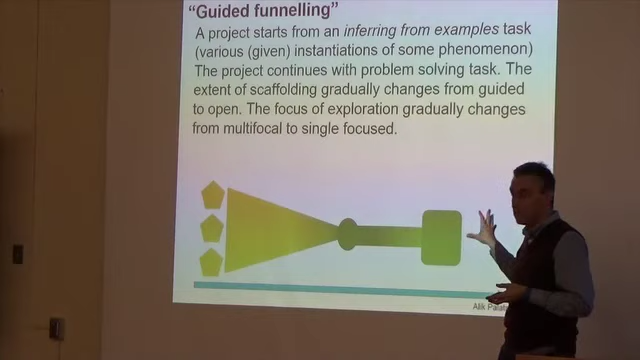 “Guided funnelling”
A project starts from an inferring from examples task
(various (given) instantiations of some phenomenon)
The project continues with problem solving task. The
extent of scaffolding gradually changes from guided
to open. The focus of exploration gradually changes
from multifocal to single focused.
Alik